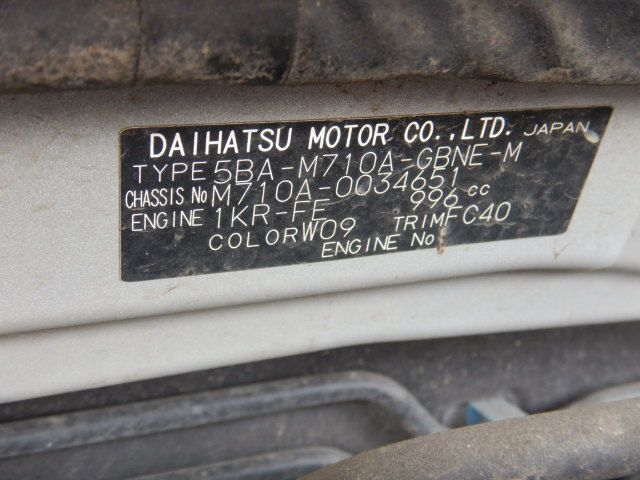 DAIHATSU MOTOR CO.,LTD. JAPAN
TYPE 5BA-M710A-GBNE-M
CHASSIS No M710A-0034651
ENGINE 1KR-FE 996 cc
COLOR W09 TRIM FC40
ENGINE No